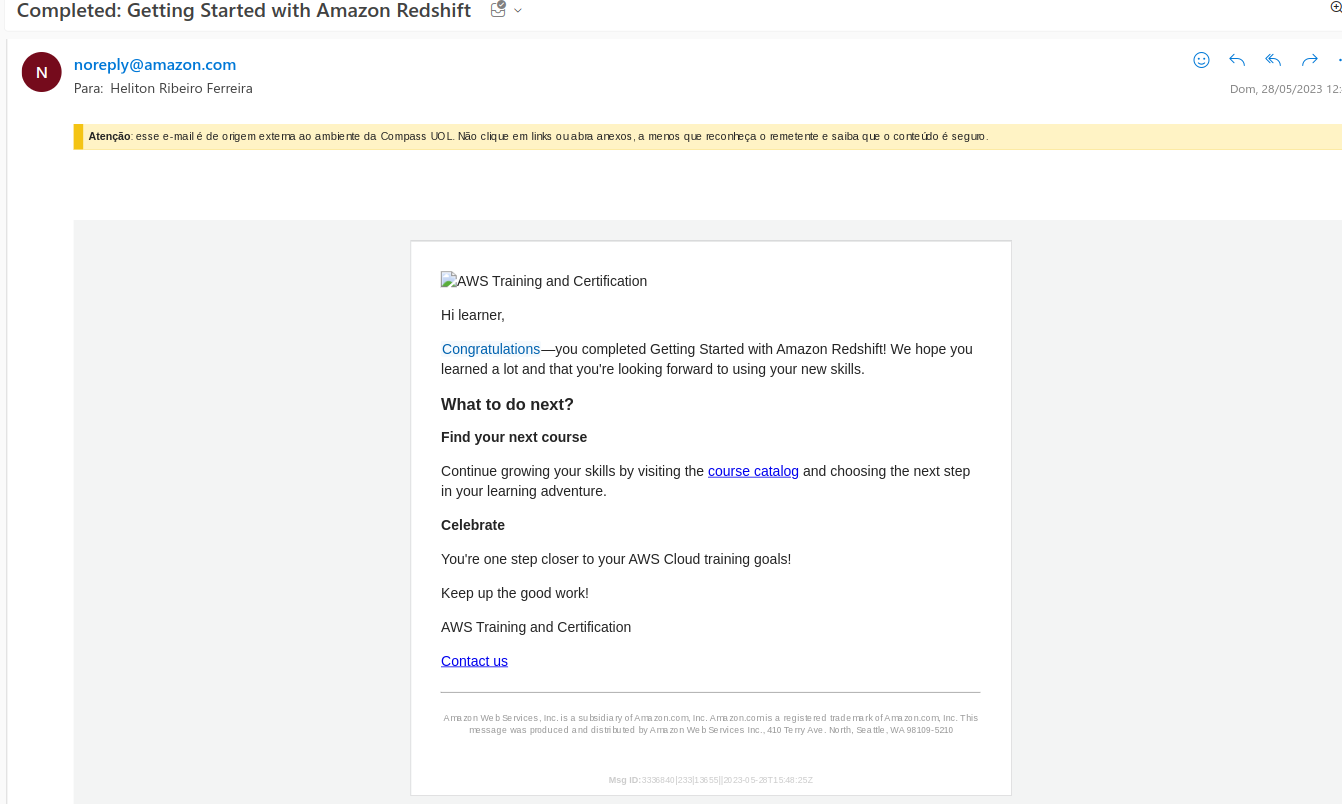 Completed: Getting Started with Amazon Redshift
N
noreply@amazon.com
Para: Heliton Ribeiro Ferreira
Dom, 28/05/2023 12:
Atenção: esse e-mail é de origem externa ao ambiente da Compass UOL. Não clique em links ou abra anexos, a menos que reconheça o remetente e saiba que o conteúdo é seguro.
AWS Training and Certification
Hi learner,
Congratulations—you completed Getting Started with Amazon Redshift! We hope you
learned a lot and that you're looking forward to using your new skills.
What to do next?
Find your next course
Continue growing your skills by visiting the course catalog and choosing the next step
in your learning adventure.
Celebrate
You're one step closer to your AWS Cloud training goals!
Keep up the good work!
AWS Training and Certification
Contact us
Amazon Web Services, Inc. is a subsidiary of Amazon.com, Inc. Amazon.com is a registered trademark of Amazon.com, Inc. This
message was produced and distributed by Amazon Web Services Inc., 410 Terry Ave. North, Seattle, WA 98109-5210
Msg ID:3336840|233|13655||2023-05-28T15:48:25Z